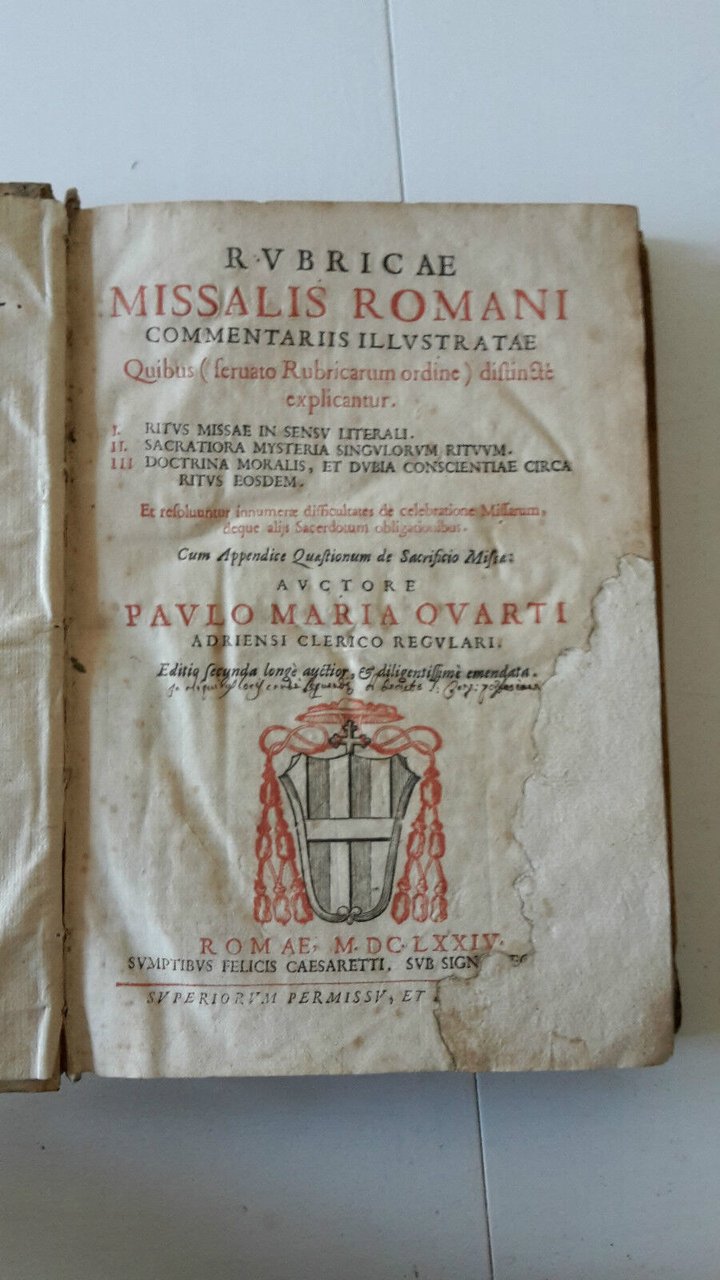 RVBRICAE
MISSALIS ROMANI
COMMENTARIIS ILLVSTRATAE
Quibus (ſeruato Rubricarum ordine) diſtinctè
explicantur.
I. RITVS MISSAE IN SENSV LITERALI.
II. SACRATIORA MYSTERIA SINGVLORVM RITVVM.
III DOCTRINA MORALIS, ET DVBIA CONSCIENTIAE CIRCA
RITVS EOSDEM.
Et reſoluuntur innumeræ difficultates de celebratione Miſſarum,
deque alijs Sacerdotum obligationibus.
Cum Appendice Quæſtionum de Sacrificio Miſſæ:
AVCTORE
PAVLO MARIA QVARTI
ADRIENSI CLERICO REGVLARI.
Editio ſecunda longè auctior, & diligentiſſimè emendata.
ROMAE, M.DC.LXXIV.
SVMPTIBVS FELICIS CAESARETTI, SVB SIGN
SVPERIORVM PERMISSV, ET